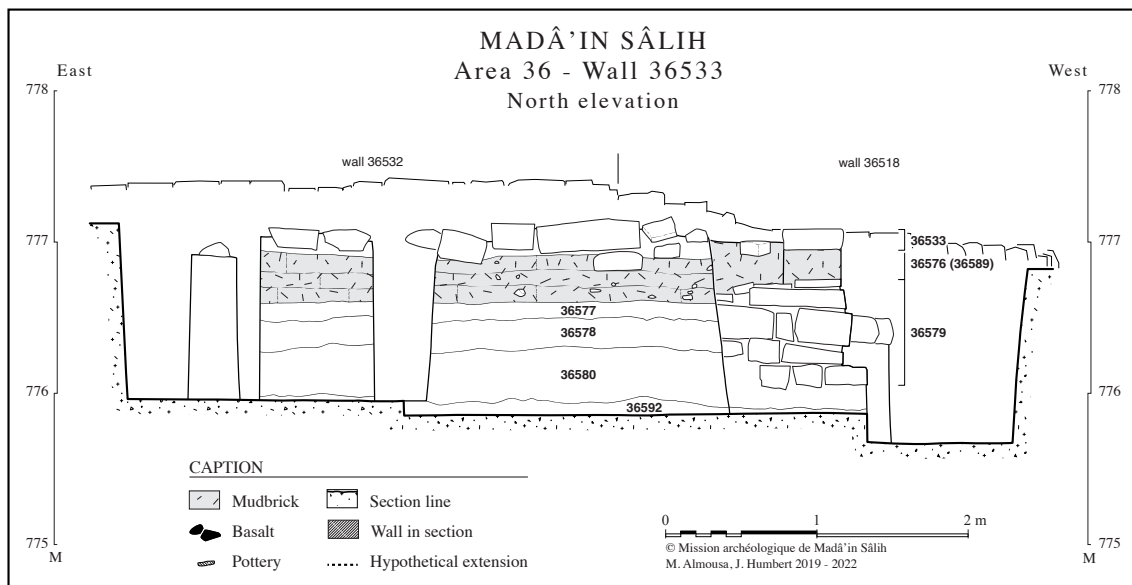 MADÂ’IN SÂLIH
Area 36 - Wall 36533
North elevation
East
West
778
778
wall 36532
wall 36518
777
777
36533
36576 (36589)
36577
36578
36579
36580
776
776
36592
CAPTION
Mudbrick
Section line
Basalt
Wall in section
Pottery
Hypothetical extension
0 1 2 m
© Mission archéologique de Madâ’in Sâlih
M. Almousa, J. Humbert 2019 - 2022
775
775
M
M